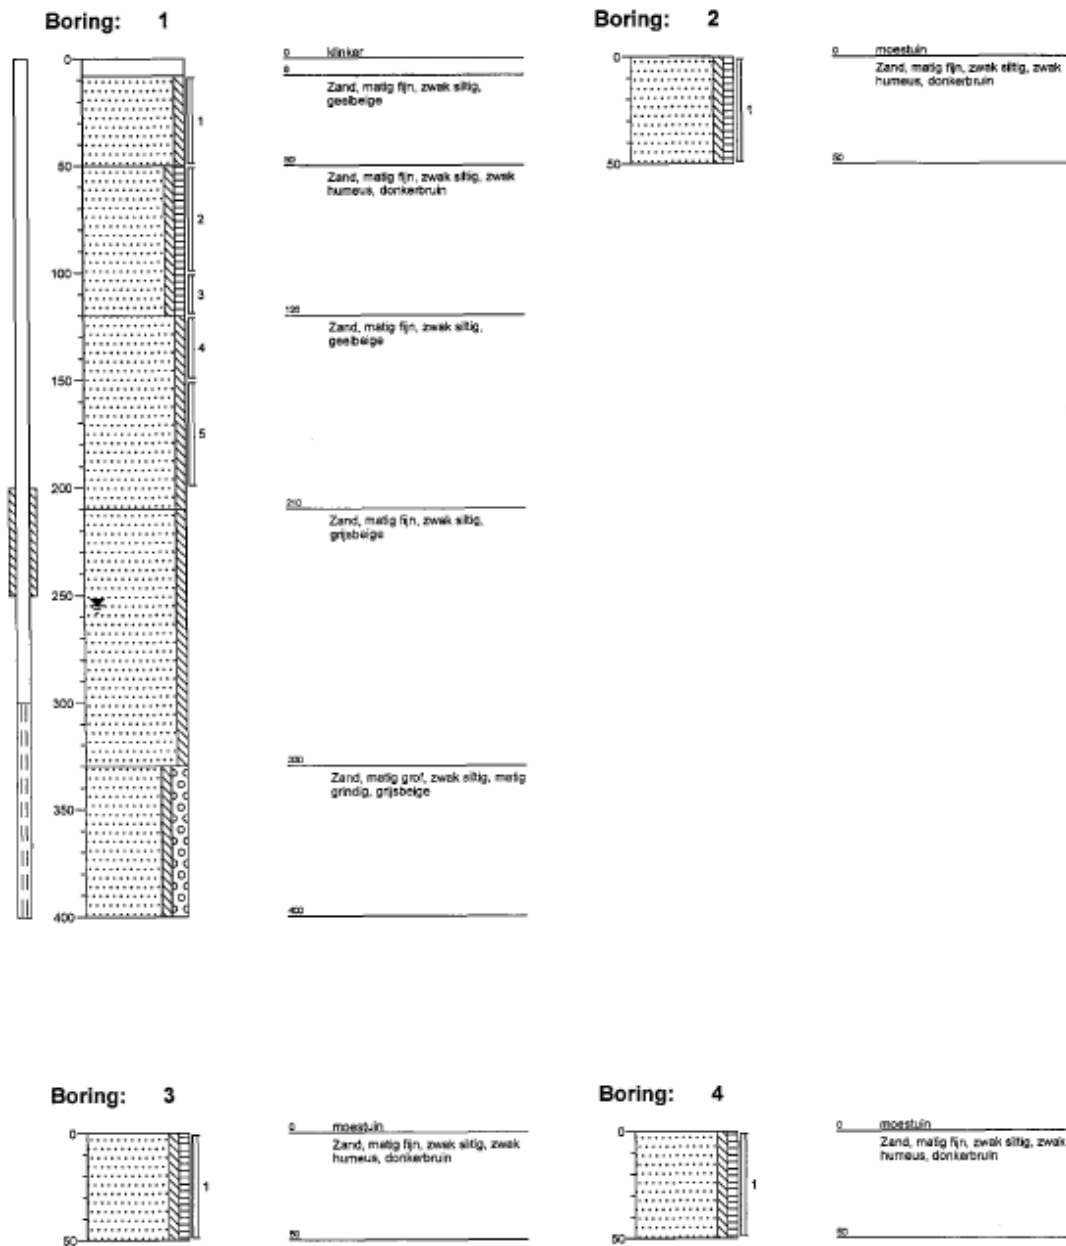 Boring: 1
0
50
100
150
200
250
300
350
400
1
2
3
4
5
0 klinker
8
Zand, matig fijn, zwak siltig,
geelbeige
50
Zand, matig fijn, zwak siltig, zwak
humeus, donkerbruin
120
Zand, matig fijn, zwak siltig,
geelbeige
210
Zand, matig fijn, zwak siltig,
grijsbeige
330
Zand, matig grof, zwak siltig, matig
grindig, grijsbeige
400
Boring: 2
0
50
1
0 moestuin
Zand, matig fijn, zwak siltig, zwak
humeus, donkerbruin
50
Boring: 3
0
50
1
0 moestuin
Zand, matig fijn, zwak siltig, zwak
humeus, donkerbruin
50
Boring: 4
0
50
1
0 moestuin
Zand, matig fijn, zwak siltig, zwak
humeus, donkerbruin
50